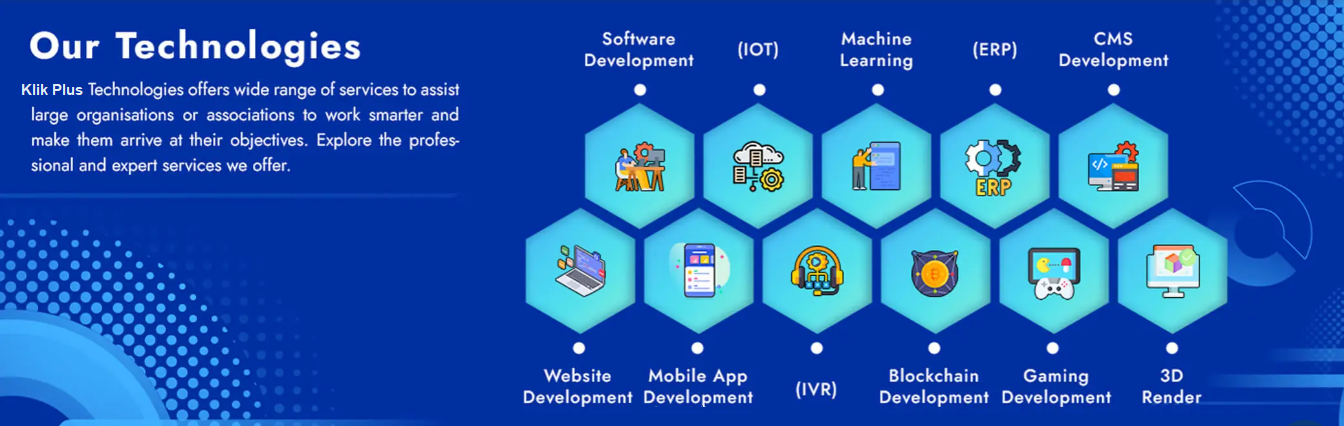 Our Technologies
Klik Plus Technologies offers wide range of services to assist
large organisations or associations to work smarter and
make them arrive at their objectives. Explore the profes-
sional and expert services we offer.
Software
Development
(IOT)
Machine
Learning
(ERP)
CMS
Development
</>
ERP
Website
Development
Mobile App
Development
(IVR)
Blockchain
Development
Gaming
Development
3D
Render